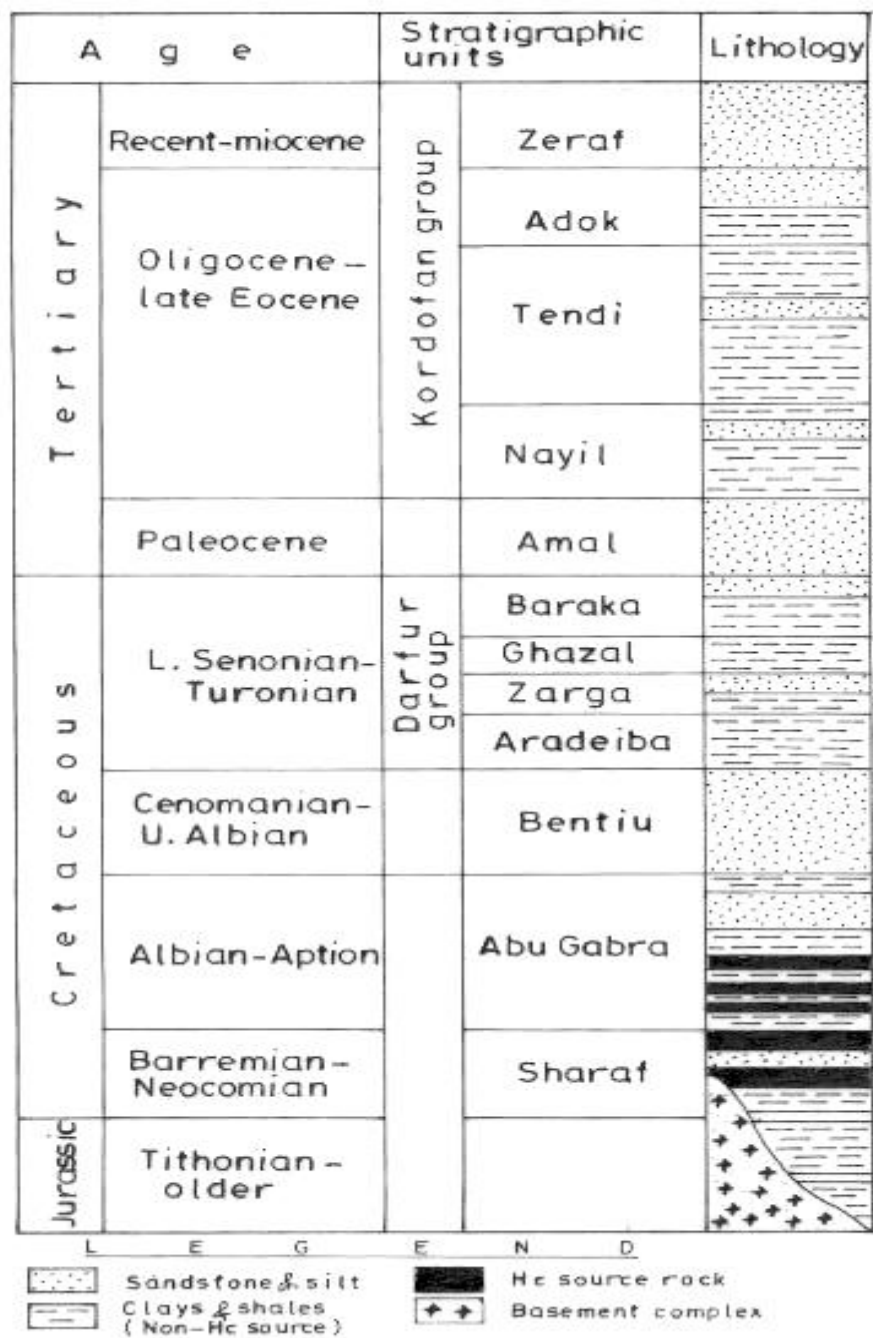 A g e
Stratigraphic
units
Lithology
Tertiary
Recent-miocene
Kordofan group
Zeraf
Adok
Oligocene-
late Eocene
Tendi
Nayil
Paleocene
Amal
Cretaceous
L. Senonian-
Turonian
Darfur
group
Baraka
Ghazal
Zarga
Aradeiba
Cenomanian-
U. Albian
Bentiu
Albian-Aption
Abu Gabra
Barremian-
Neocomian
Sharaf
Jurassic
Tithonian-
older
L E G E N D
Sandstone & silt
Hc source rock
Clays & shales
(Non-Hc source)
Basement complex